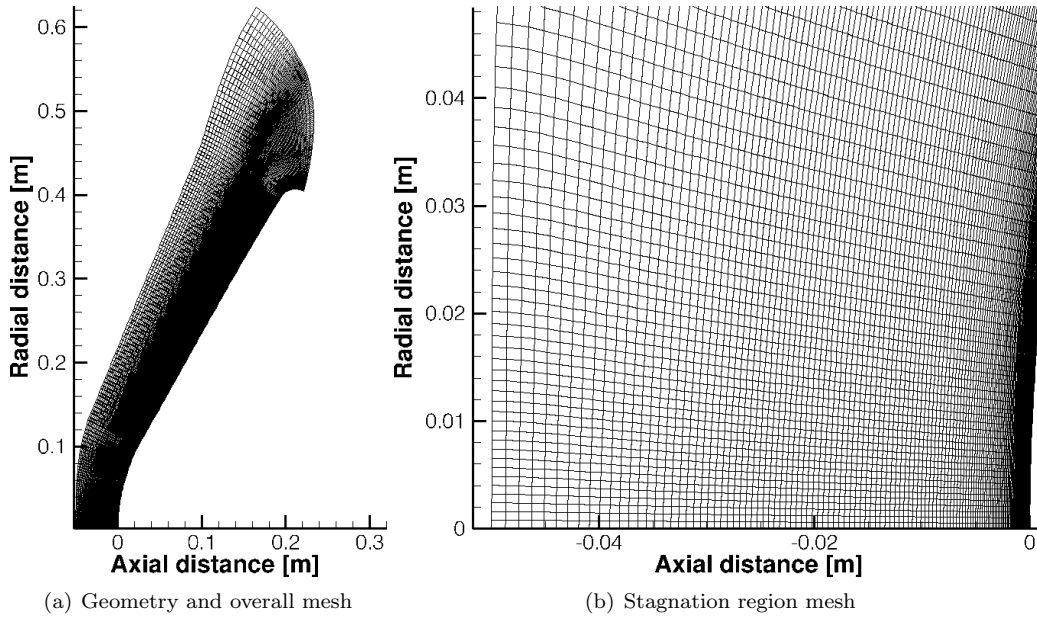 0.6
0.5
0.4
0.3
0.2
0.1
0 0.1 0.2 0.3
Radial distance [m]
Axial distance [m]
(a) Geometry and overall mesh
0.04
0.03
0.02
0.01
0
-0.04 -0.02 0
Radial distance [m]
Axial distance [m]
(b) Stagnation region mesh